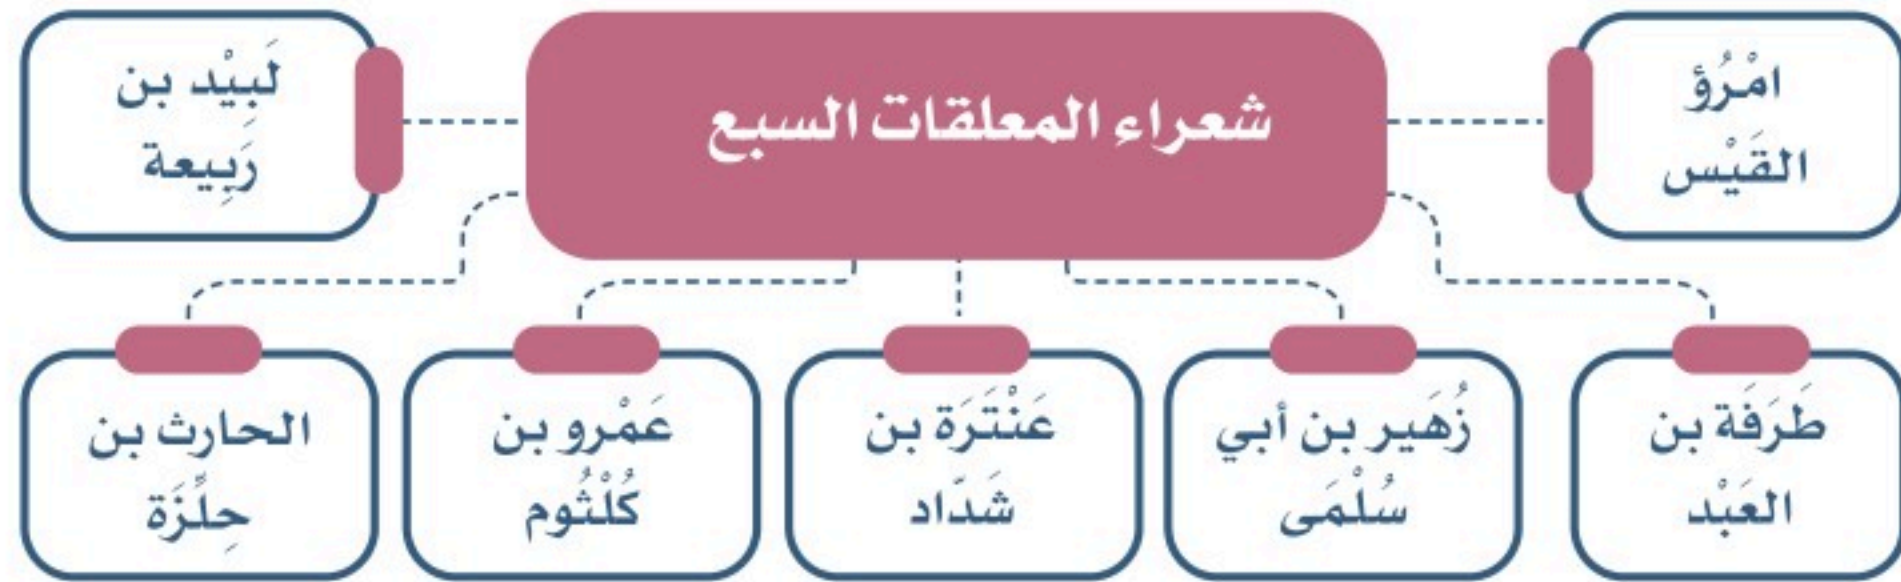 شعراء المعلقات السبع
امْرُؤ
القَيْس
طَرَفَة بن
العَبْد
زُهَير بن أبي
سُلْمَى
عَنْتَرَة بن
شَدّاد
عَمْرو بن
كُلْثُوم
الحارث بن
حِلِّزَة
لَبِيْد بن
رَبِيعة